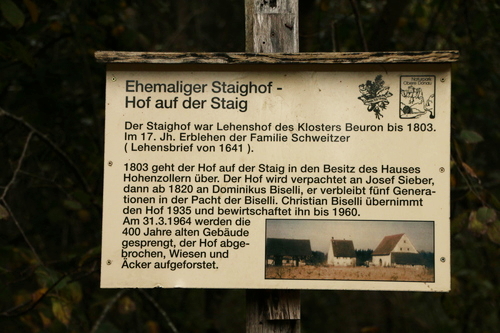 Ehemaliger Staighof -
Hof auf der Staig
Naturpark
Obere Donau
Der Staighof war Lehenshof des Klosters Beuron bis 1803.
Im 17. Jh. Erblehen der Familie Schweitzer
( Lehensbrief von 1641 ).
1803 geht der Hof auf der Staig in den Besitz des Hauses
Hohenzollern über. Der Hof wird verpachtet an Josef Sieber,
dann ab 1820 an Dominikus Biselli, er verbleibt fünf Genera-
tionen in der Pacht der Biselli. Christian Biselli übernimmt
den Hof 1935 und bewirtschaftet ihn bis 1960.
Am 31.3.1964 werden die
400 Jahre alten Gebäude
gesprengt, der Hof abge-
brochen, Wiesen und
Äcker aufgeforstet.